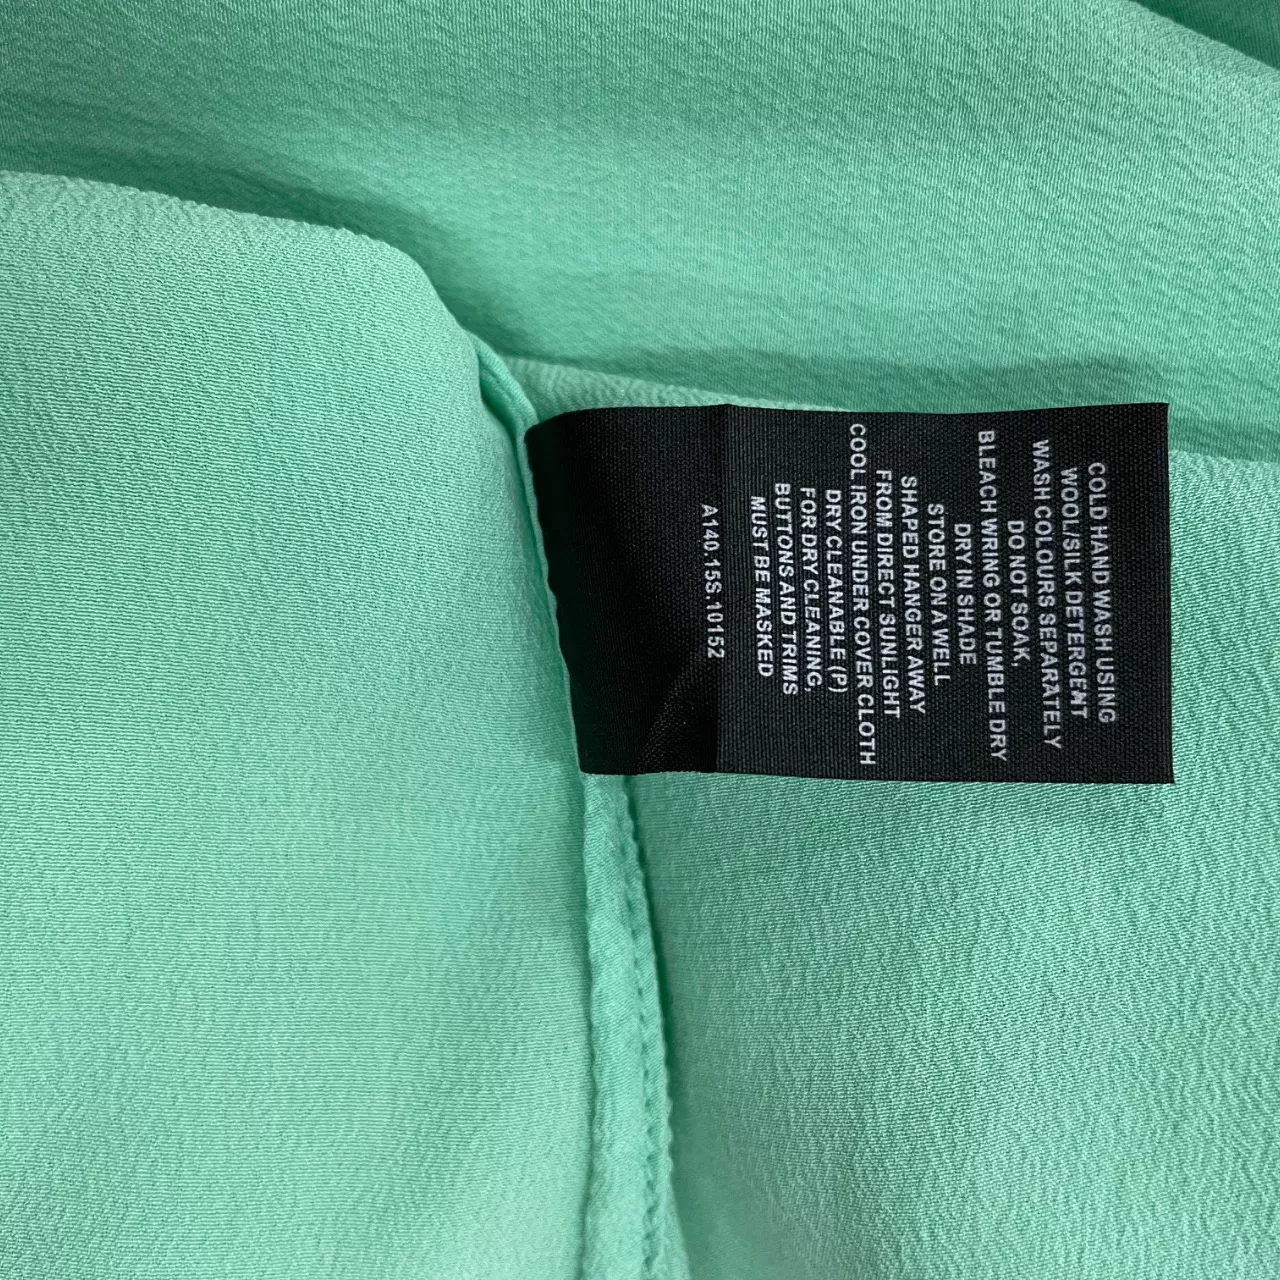 COLD HAND WASH USING
WOOL/SILK DETERGENT
WASH COLOURS SEPARATELY
DO NOT SOAK,
BLEACH WRING OR TUMBLE DRY
DRY IN SHADE
STORE ON A WELL
SHAPED HANGER AWAY
FROM DIRECT SUNLIGHT
COOL IRON UNDER COVER CLOTH
DRY CLEANABLE (P)
FOR DRY CLEANING,
BUTTONS AND TRIMS
MUST BE MASKED
A140.15S.10152